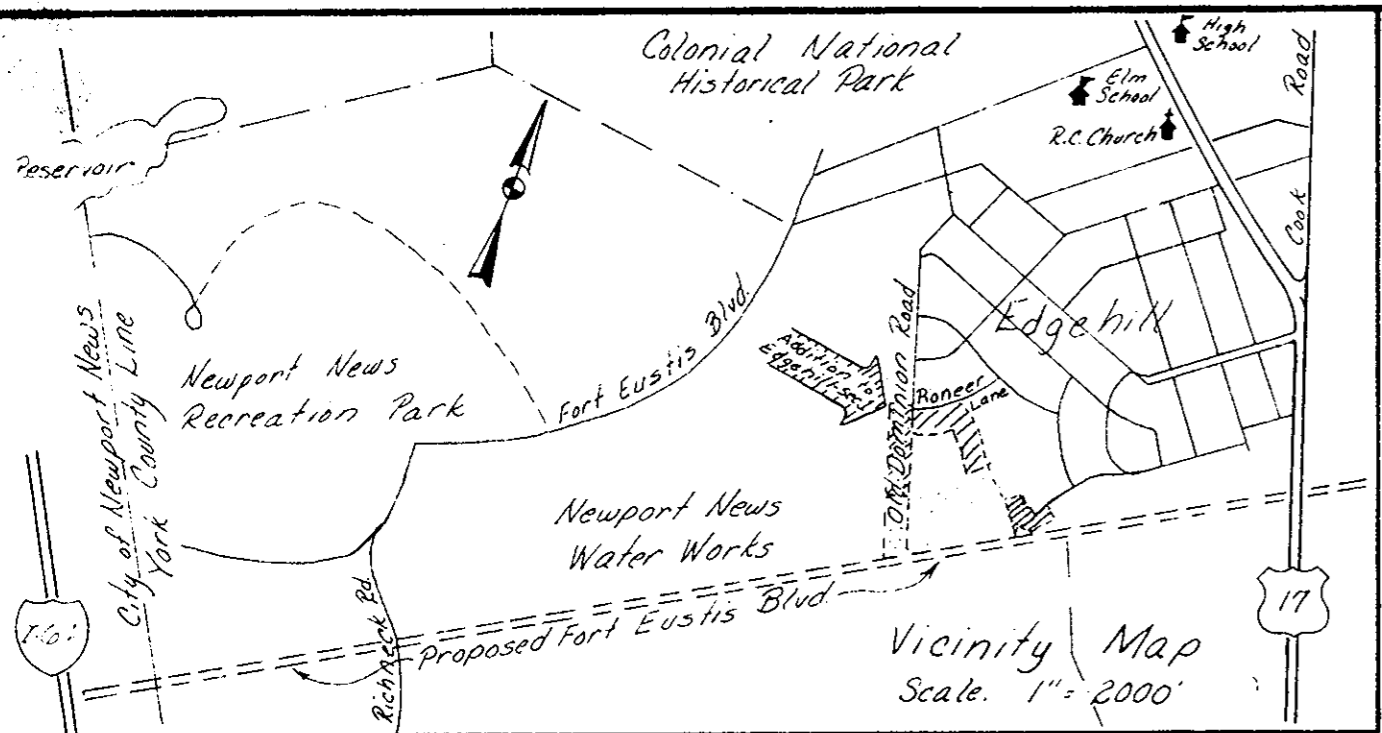 Colonial National
Historical Park
High
School
Elm
School
R.C. Church
Cook Road
Reservoir
City of Newport News
York County Line
Newport News
Recreation Park
Fort Eustis Blvd.
Addition to
Edgehill-Sec.1
Old Dominion Road
Edgehill
Pioneer
Lane
Newport News
Water Works
Richneck Rd.
Proposed Fort Eustis Blvd.
17
Vicinity Map
Scale. 1"= 2000'